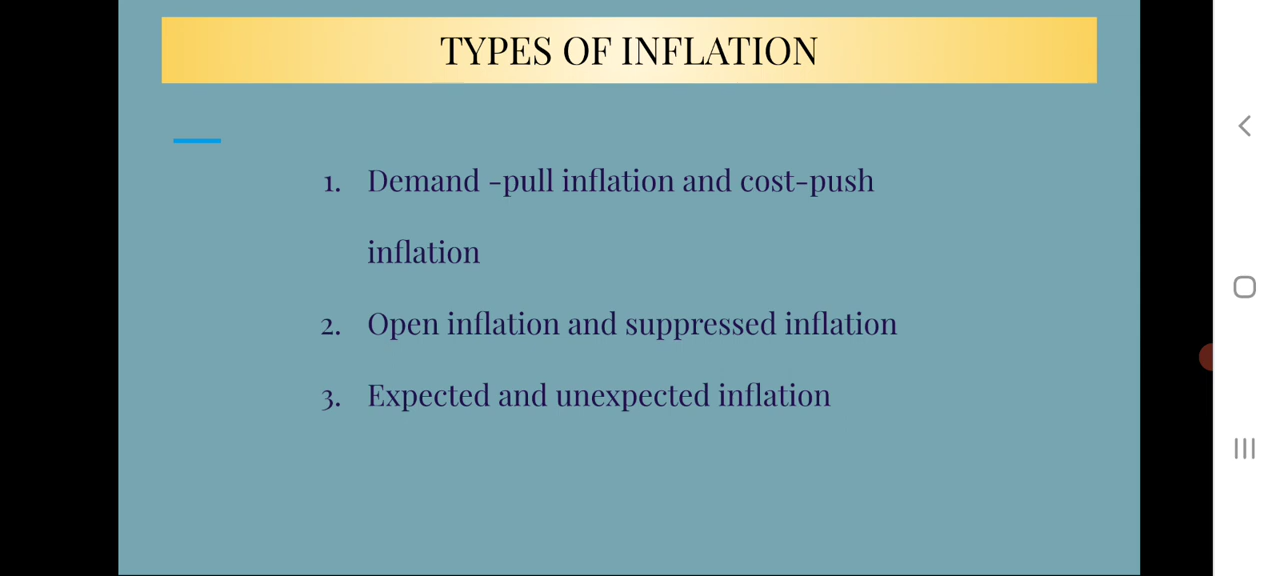 TYPES OF INFLATION
1. Demand -pull inflation and cost-push
inflation
2. Open inflation and suppressed inflation
3. Expected and unexpected inflation